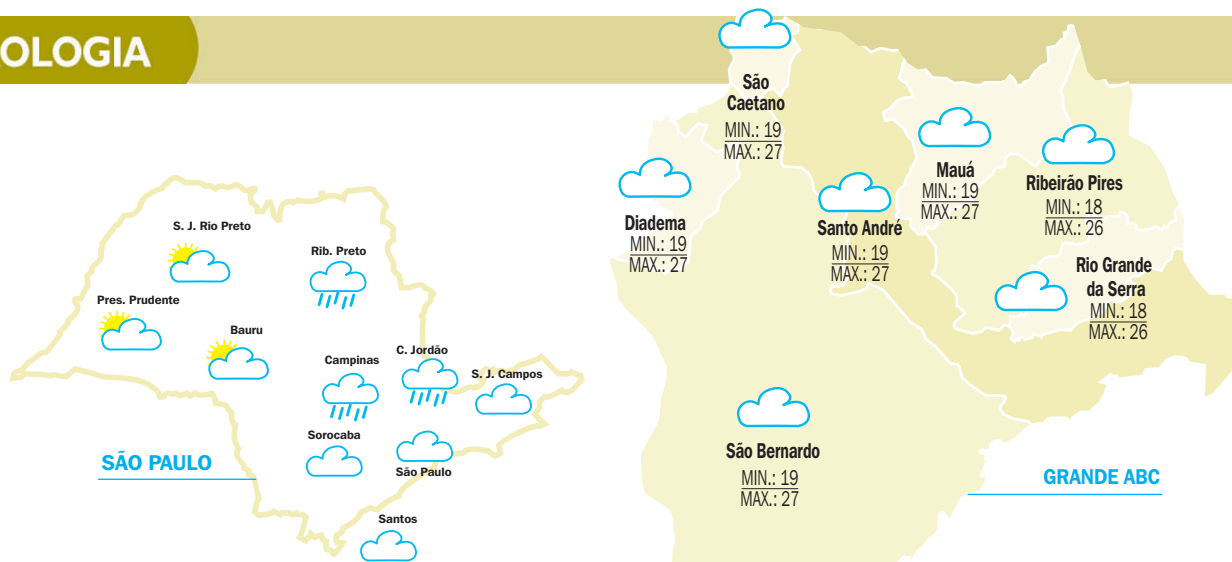 OLOGIA
S. J. Rio Preto
Rib. Preto
Pres. Prudente
Bauru
Campinas
C. Jordão
S. J. Campos
Sorocaba
São Paulo
Santos
SÃO PAULO
São
Caetano
MIN.: 19
MAX.: 27
Diadema
MIN.: 19
MAX.: 27
Santo André
MIN.: 19
MAX.: 27
Mauá
MIN.: 19
MAX.: 27
Ribeirão Pires
MIN.: 18
MAX.: 26
Rio Grande
da Serra
MIN.: 18
MAX.: 26
São Bernardo
MIN.: 19
MAX.: 27
GRANDE ABC